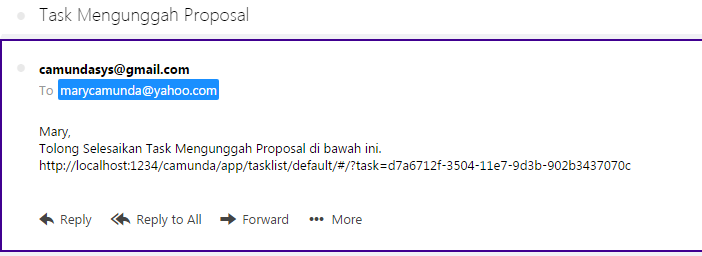 Task Mengunggah Proposal
camundasys@gmail.com
To marycamunda@yahoo.com
Mary,
Tolong Selesaikan Task Mengunggah Proposal di bawah ini.
http://localhost:1234/camunda/app/tasklist/default/#/?task=d7a6712f-3504-11e7-9d3b-902b3437070c
Reply Reply to All Forward More